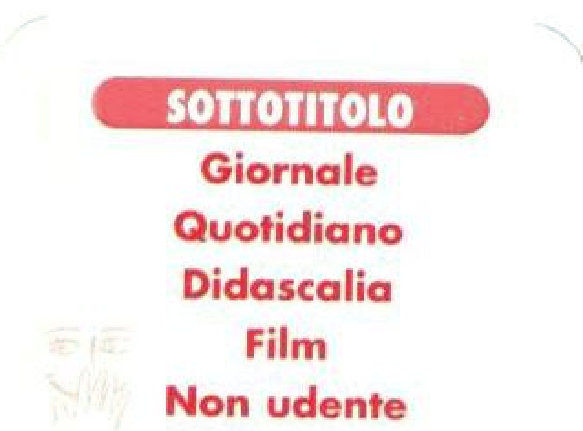 SOTTOTITOLO
Giornale
Quotidiano
Didascalia
Film
Non udente